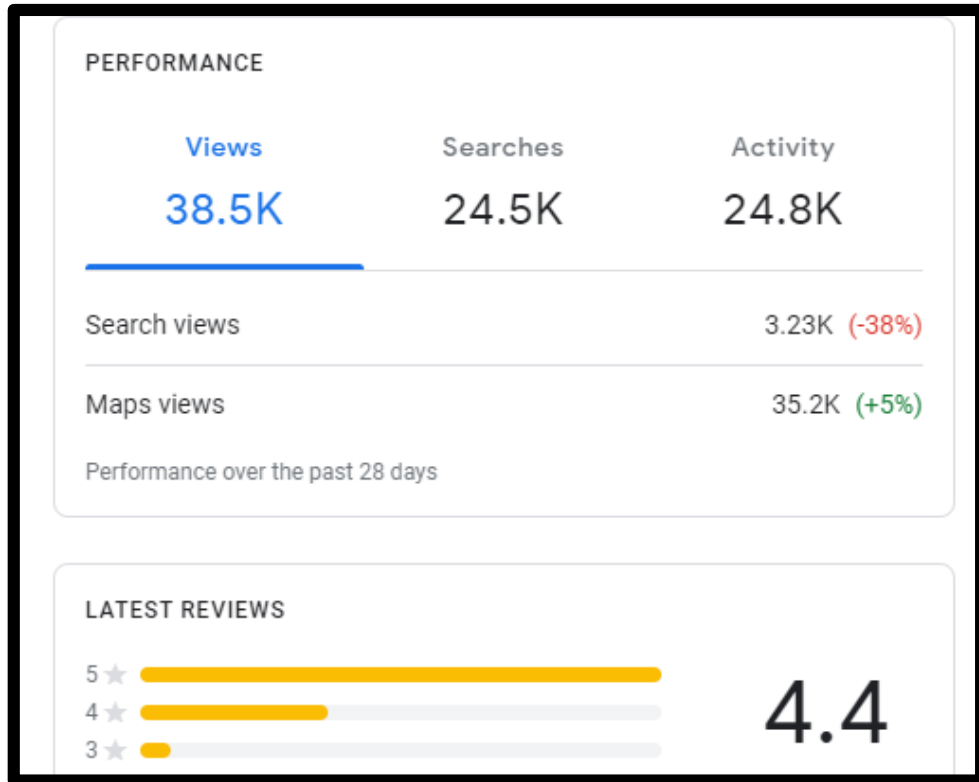 PERFORMANCE
Views Searches Activity
38.5K 24.5K 24.8K
Search views 3.23K (-38%)
Maps views 35.2K (+5%)
Performance over the past 28 days
LATEST REVIEWS
5
4
4.4
3